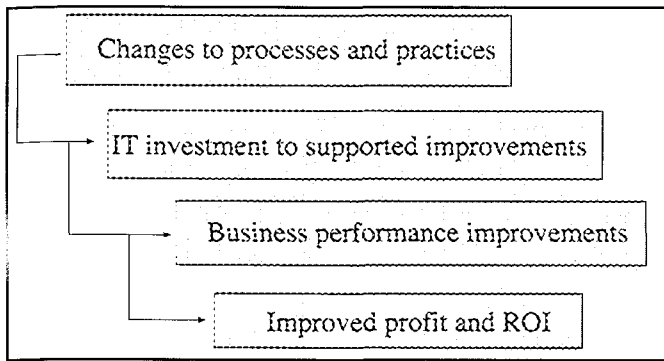 Changes to processes and practices
IT investment to supported improvements
Business performance improvements
Improved profit and ROI